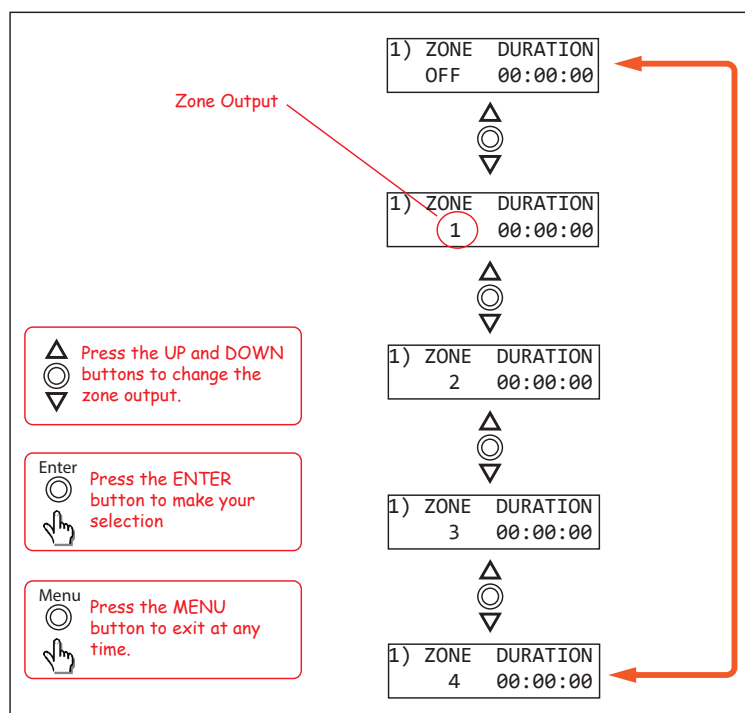 1) ZONE DURATION
OFF 00:00:00
Zone Output
1) ZONE DURATION
1 00:00:00
1) ZONE DURATION
2 00:00:00
Press the UP and DOWN
buttons to change the
zone output.
Enter
Press the ENTER
button to make your
selection
1) ZONE DURATION
3 00:00:00
Menu
Press the MENU
button to exit at any
time.
1) ZONE DURATION
4 00:00:00